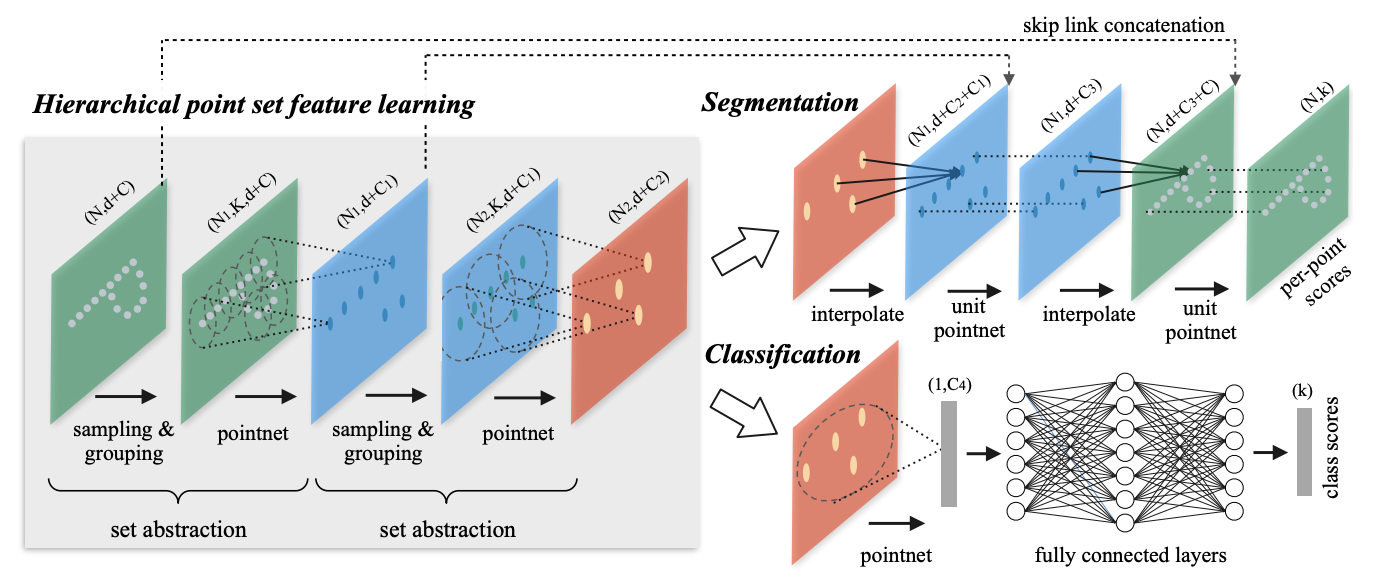 skip link concatenation
Hierarchical point set feature learning
(N,d+C)
(N1,K,d+C)
(N1,d+C1)
(N2,K,d+C1)
(N2,d+C2)
sampling &
grouping
pointnet
sampling &
grouping
pointnet
set abstraction
set abstraction
Segmentation
(N1,d+C2+C1)
(N1,d+C3)
(N,d+C3+C)
(N,k)
interpolate
unit
pointnet
interpolate
unit
pointnet
per-point
scores
Classification
(1,C4)
(k)
class scores
pointnet
fully connected layers